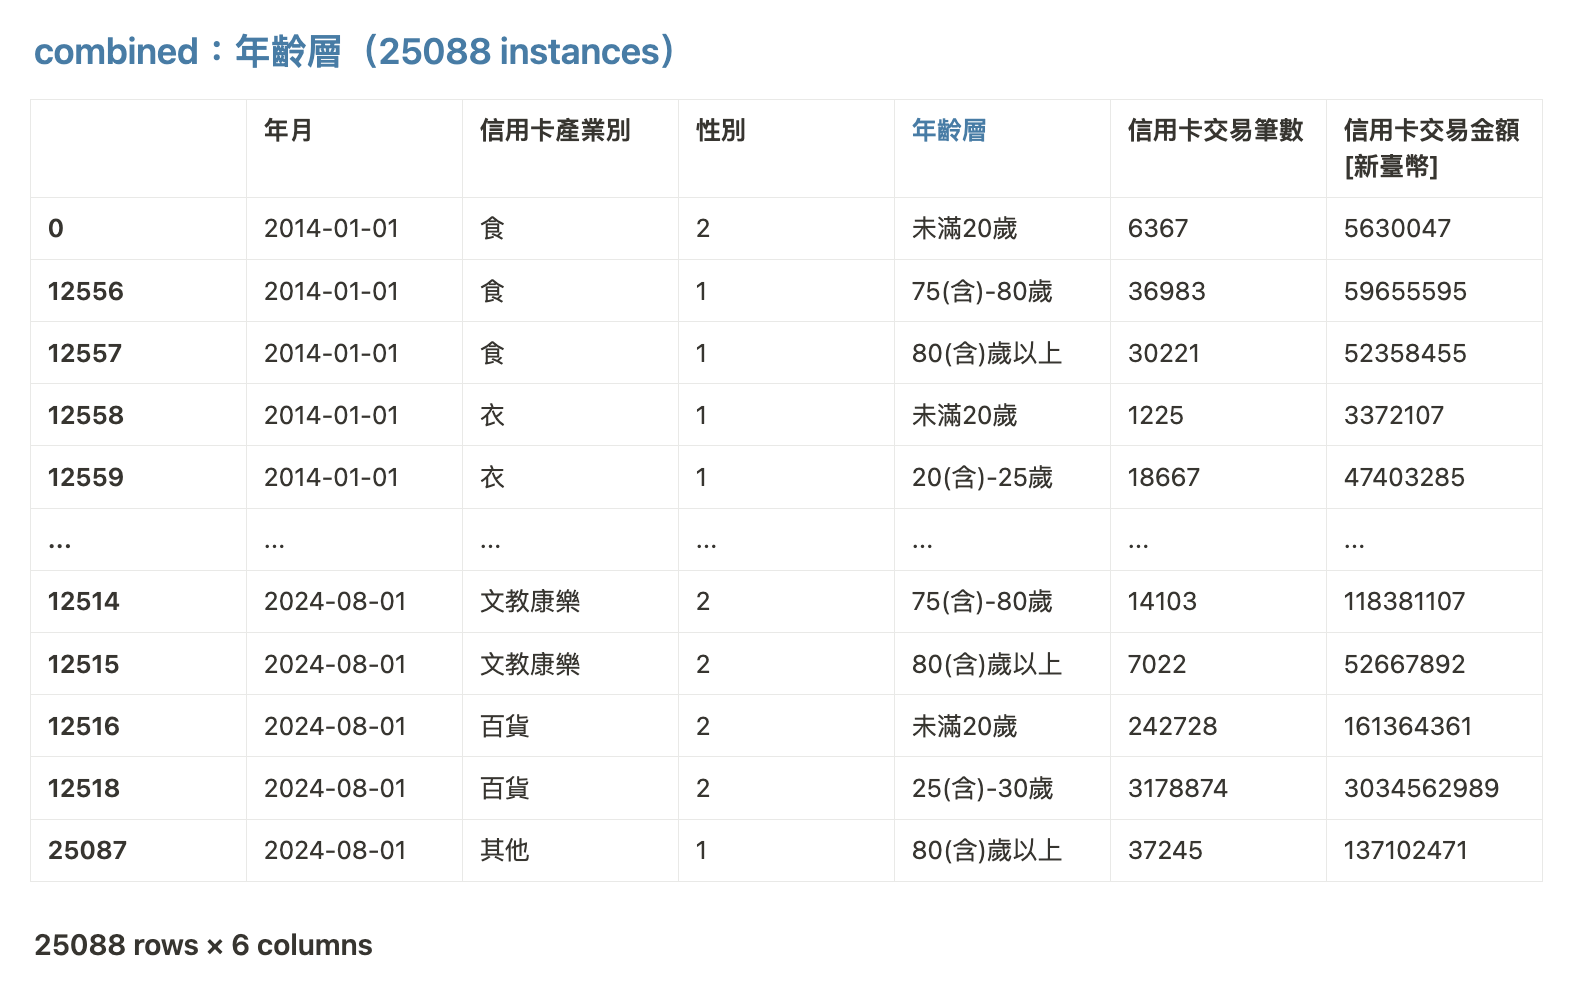 combined：年齡層（25088 instances）
年月 信用卡產業別 性別 年齡層 信用卡交易筆數 信用卡交易金額
[新臺幣]
0 2014-01-01 食 2 未滿20歲 6367 5630047
12556 2014-01-01 食 1 75(含)-80歲 36983 59655595
12557 2014-01-01 食 1 80(含)歲以上 30221 52358455
12558 2014-01-01 衣 1 未滿20歲 1225 3372107
12559 2014-01-01 衣 1 20(含)-25歲 18667 47403285
... ... ... ... ... ... ...
12514 2024-08-01 文教康樂 2 75(含)-80歲 14103 118381107
12515 2024-08-01 文教康樂 2 80(含)歲以上 7022 52667892
12516 2024-08-01 百貨 2 未滿20歲 242728 161364361
12518 2024-08-01 百貨 2 25(含)-30歲 3178874 3034562989
25087 2024-08-01 其他 1 80(含)歲以上 37245 137102471
25088 rows × 6 columns